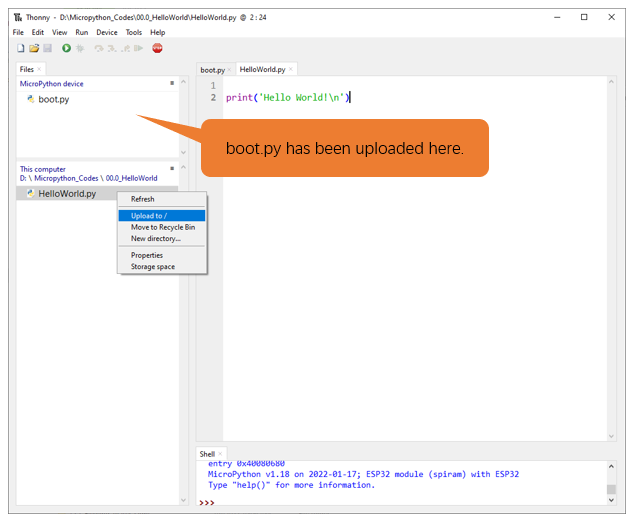 Thonny - D:\Micropython_Codes\00.0_HelloWorld\HelloWorld.py @ 2:24
File Edit View Run Device Tools Help
STOP
Files ×
MicroPython device
boot.py
This computer
D: \ Micropython_Codes \ 00.0_HelloWorld
HelloWorld.py
Refresh
Upload to /
Move to Recycle Bin
New directory...
Properties
Storage space
boot.py × HelloWorld.py ×
1
2 print('Hello World!\n')
boot.py has been uploaded here.
Shell ×
entry 0x40080680
MicroPython v1.18 on 2022-01-17; ESP32 module (spiram) with ESP32
Type "help()" for more information.
>>>